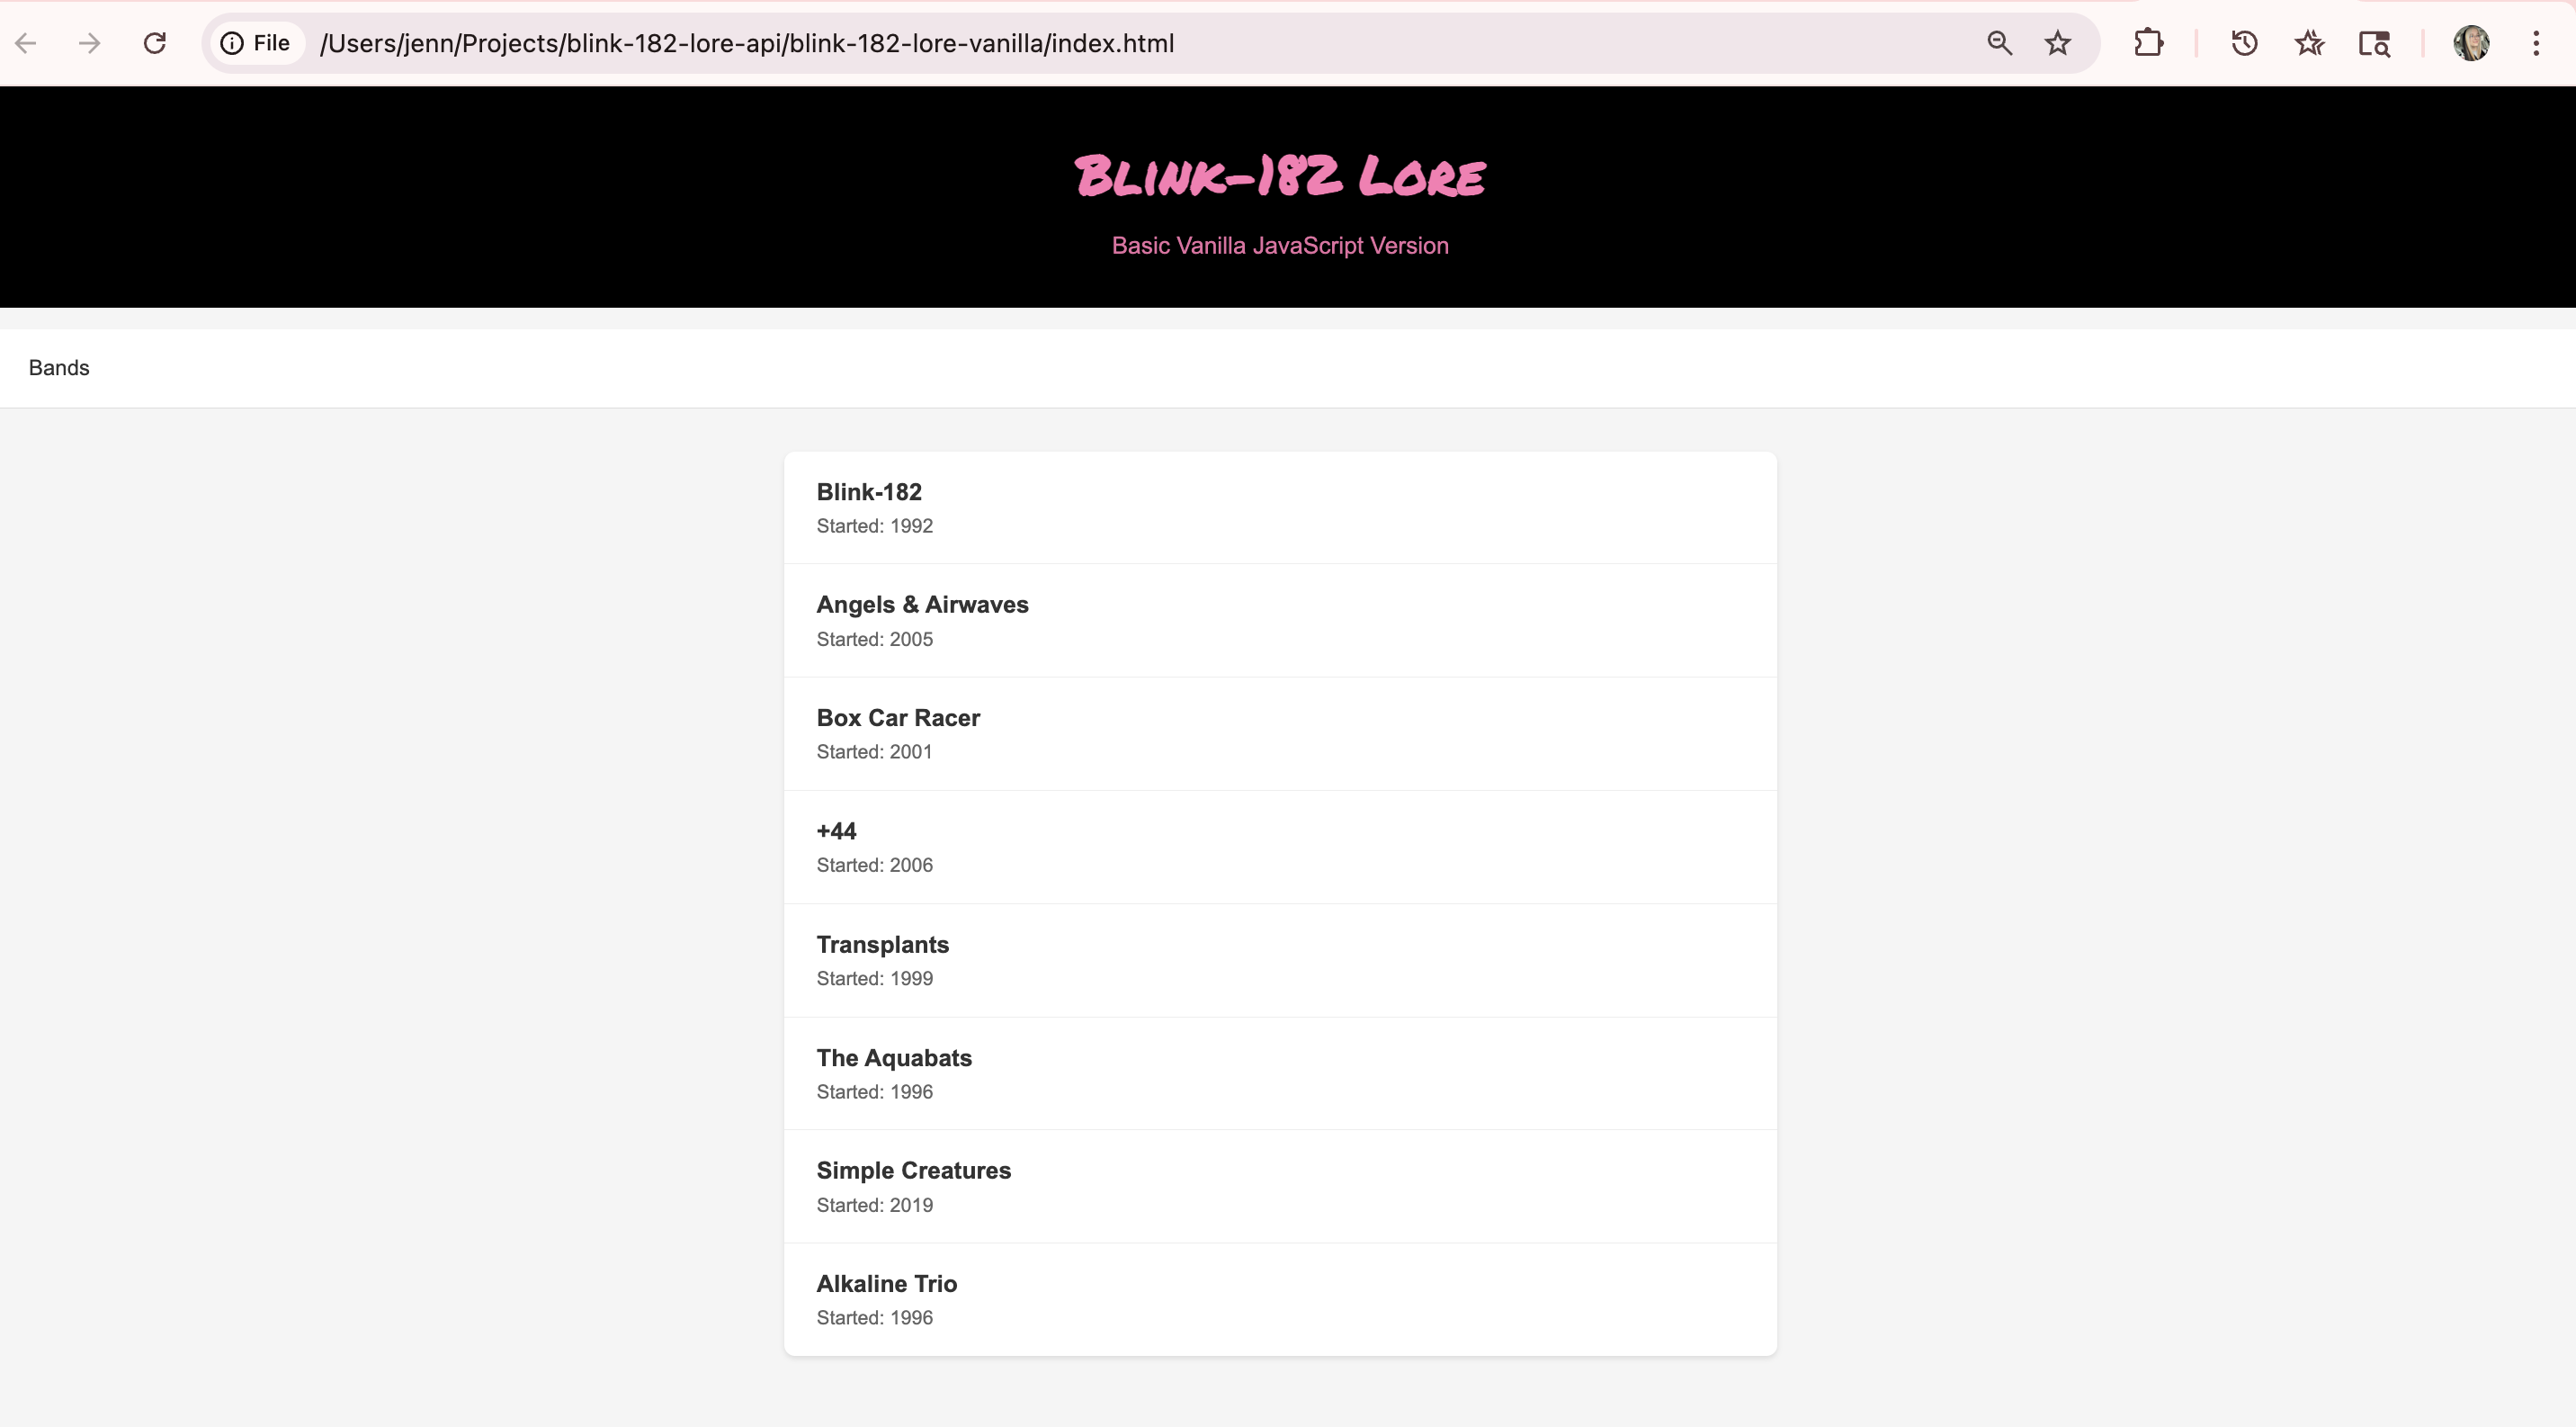 File /Users/jenn/Projects/blink-182-lore-api/blink-182-lore-vanilla/index.html
Blink-182 Lore
Basic Vanilla JavaScript Version
Bands
Blink-182
Started: 1992
Angels & Airwaves
Started: 2005
Box Car Racer
Started: 2001
+44
Started: 2006
Transplants
Started: 1999
The Aquabats
Started: 1996
Simple Creatures
Started: 2019
Alkaline Trio
Started: 1996